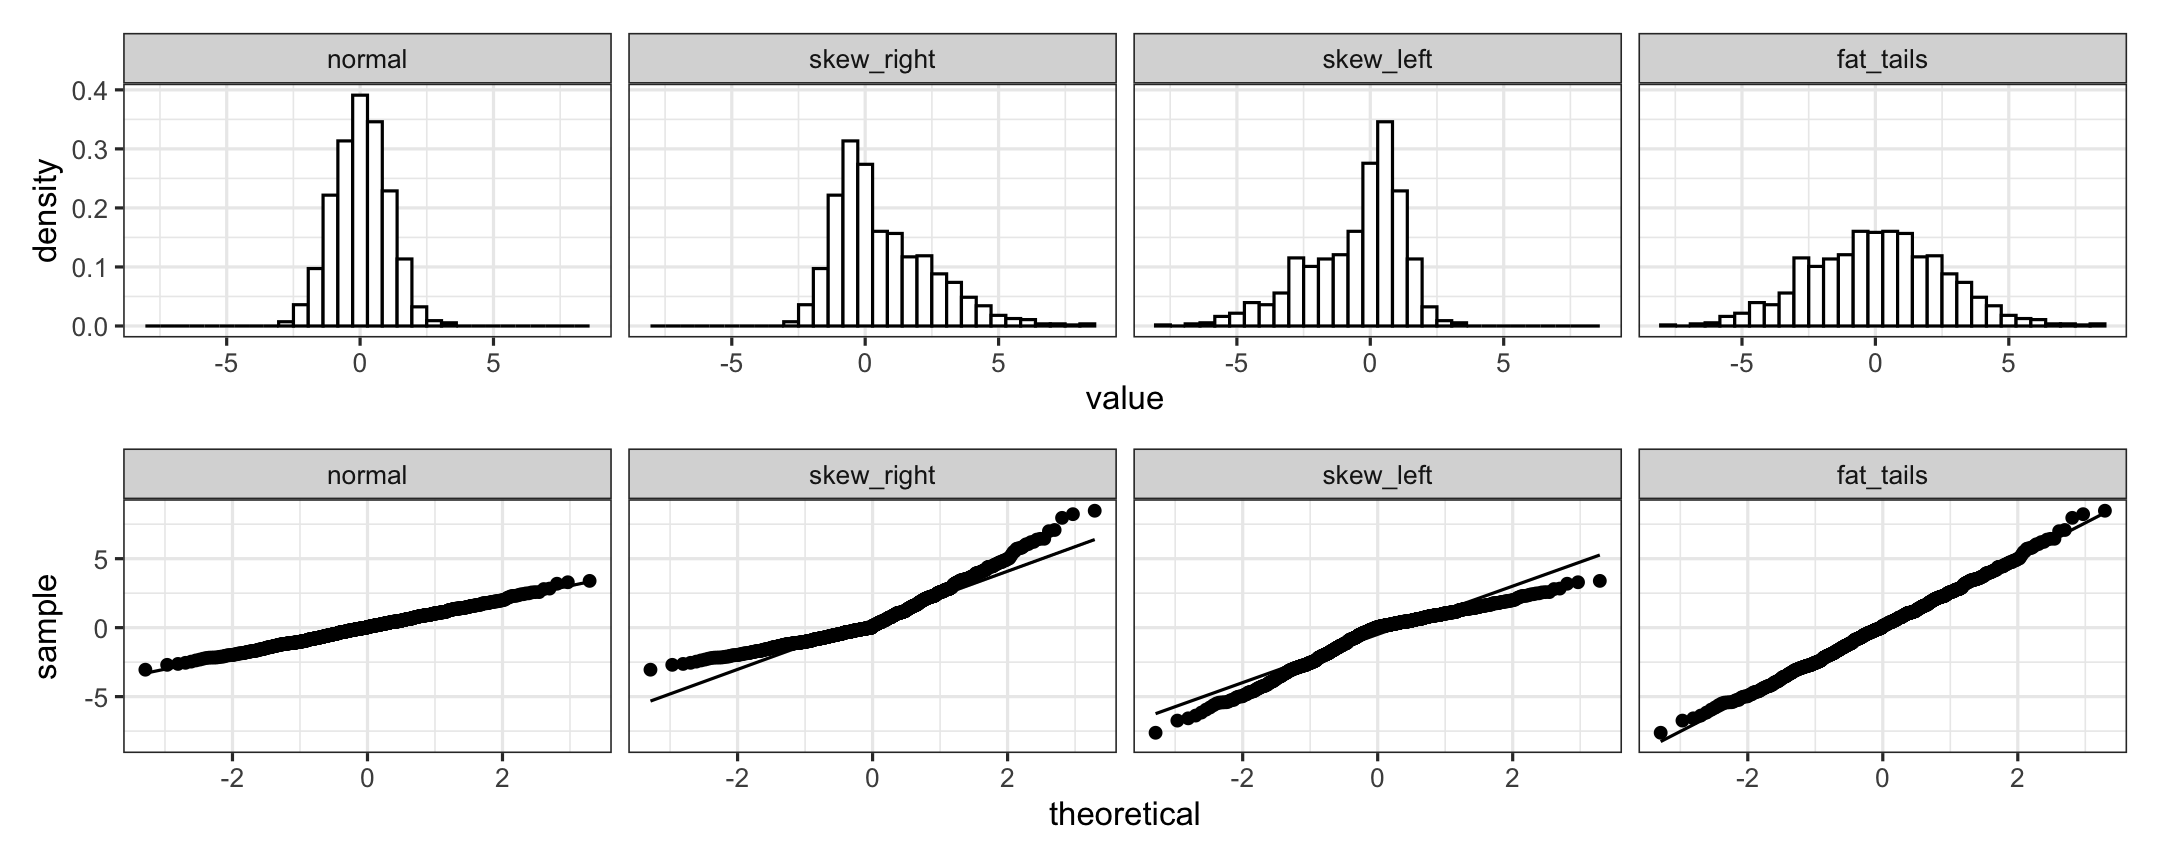 normal skew_right skew_left fat_tails
0.4
0.3
0.2
0.1
0.0
density
-5 0 5 -5 0 5 -5 0 5 -5 0 5
value
normal skew_right skew_left fat_tails
5
0
-5
sample
-2 0 2 -2 0 2 -2 0 2 -2 0 2
theoretical